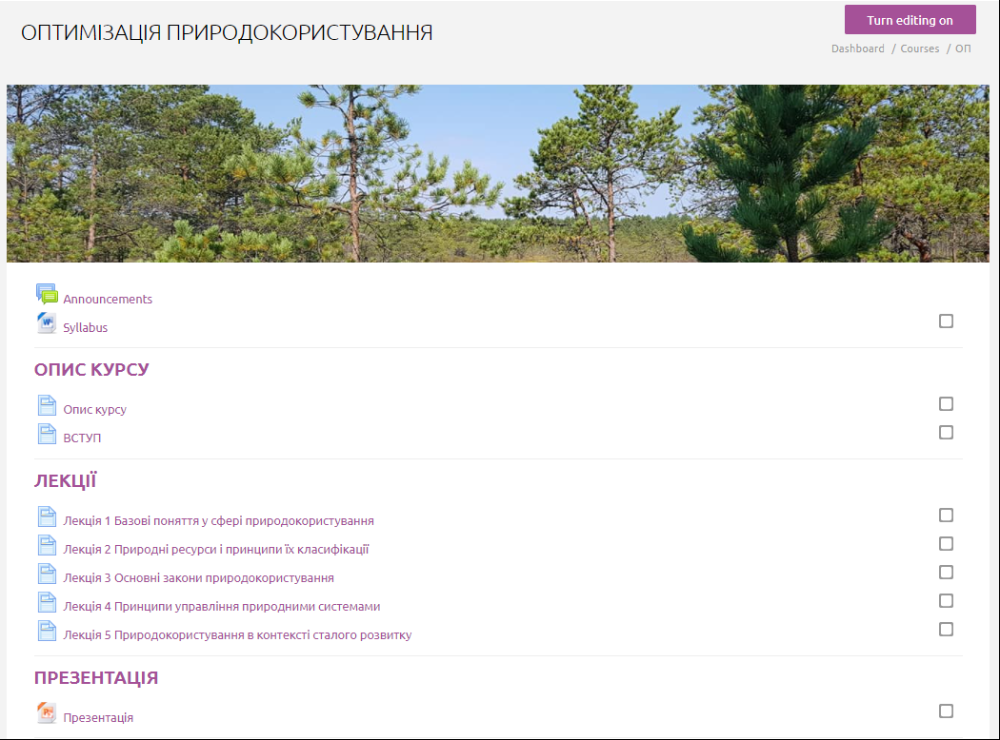 ОПТИМІЗАЦІЯ ПРИРОДОКОРИСТУВАННЯ
Turn editing on
Dashboard / Courses / ОП
Announcements
Syllabus
ОПИС КУРСУ
Опис курсу
ВСТУП
ЛЕКЦІЇ
Лекція 1 Базові поняття у сфері природокористування
Лекція 2 Природні ресурси і принципи їх класифікації
Лекція 3 Основні закони природокористування
Лекція 4 Принципи управління природними системами
Лекція 5 Природокористування в контексті сталого розвитку
ПРЕЗЕНТАЦІЯ
Презентація